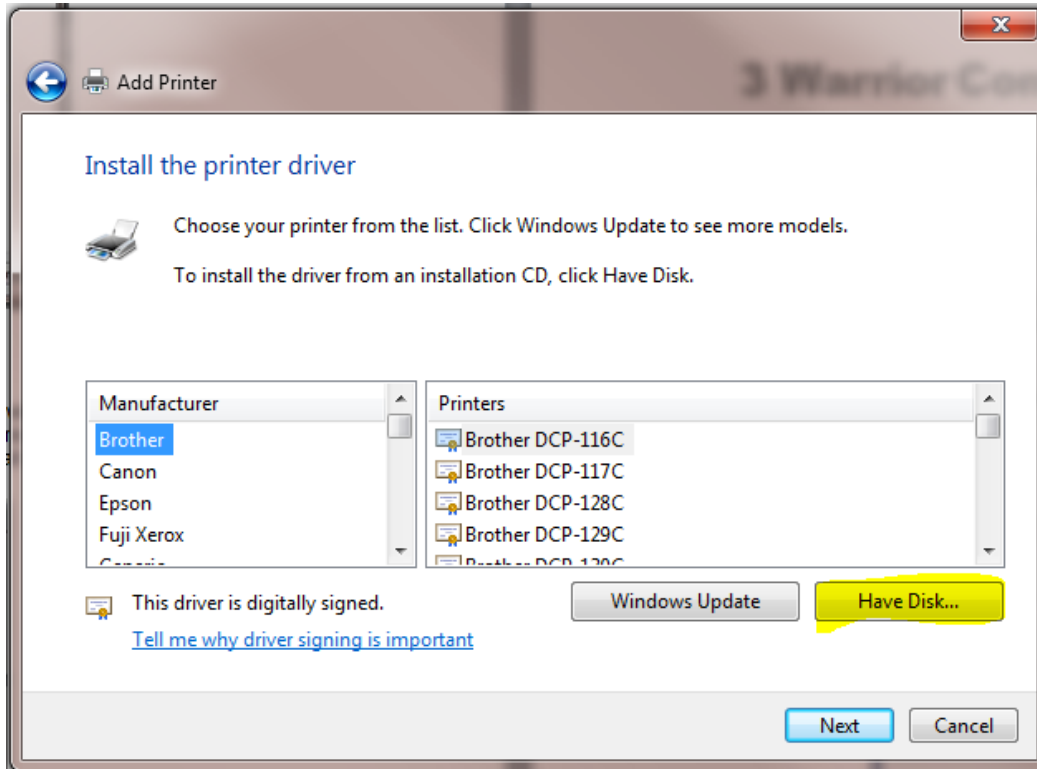 3 Warrior Con
Add Printer
Install the printer driver
Choose your printer from the list. Click Windows Update to see more models.
To install the driver from an installation CD, click Have Disk.
Manufacturer
Printers
Brother
Brother DCP-116C
Canon
Brother DCP-117C
Epson
Brother DCP-128C
Fuji Xerox
Brother DCP-129C
This driver is digitally signed.
Windows Update
Have Disk...
Tell me why driver signing is important
Next
Cancel